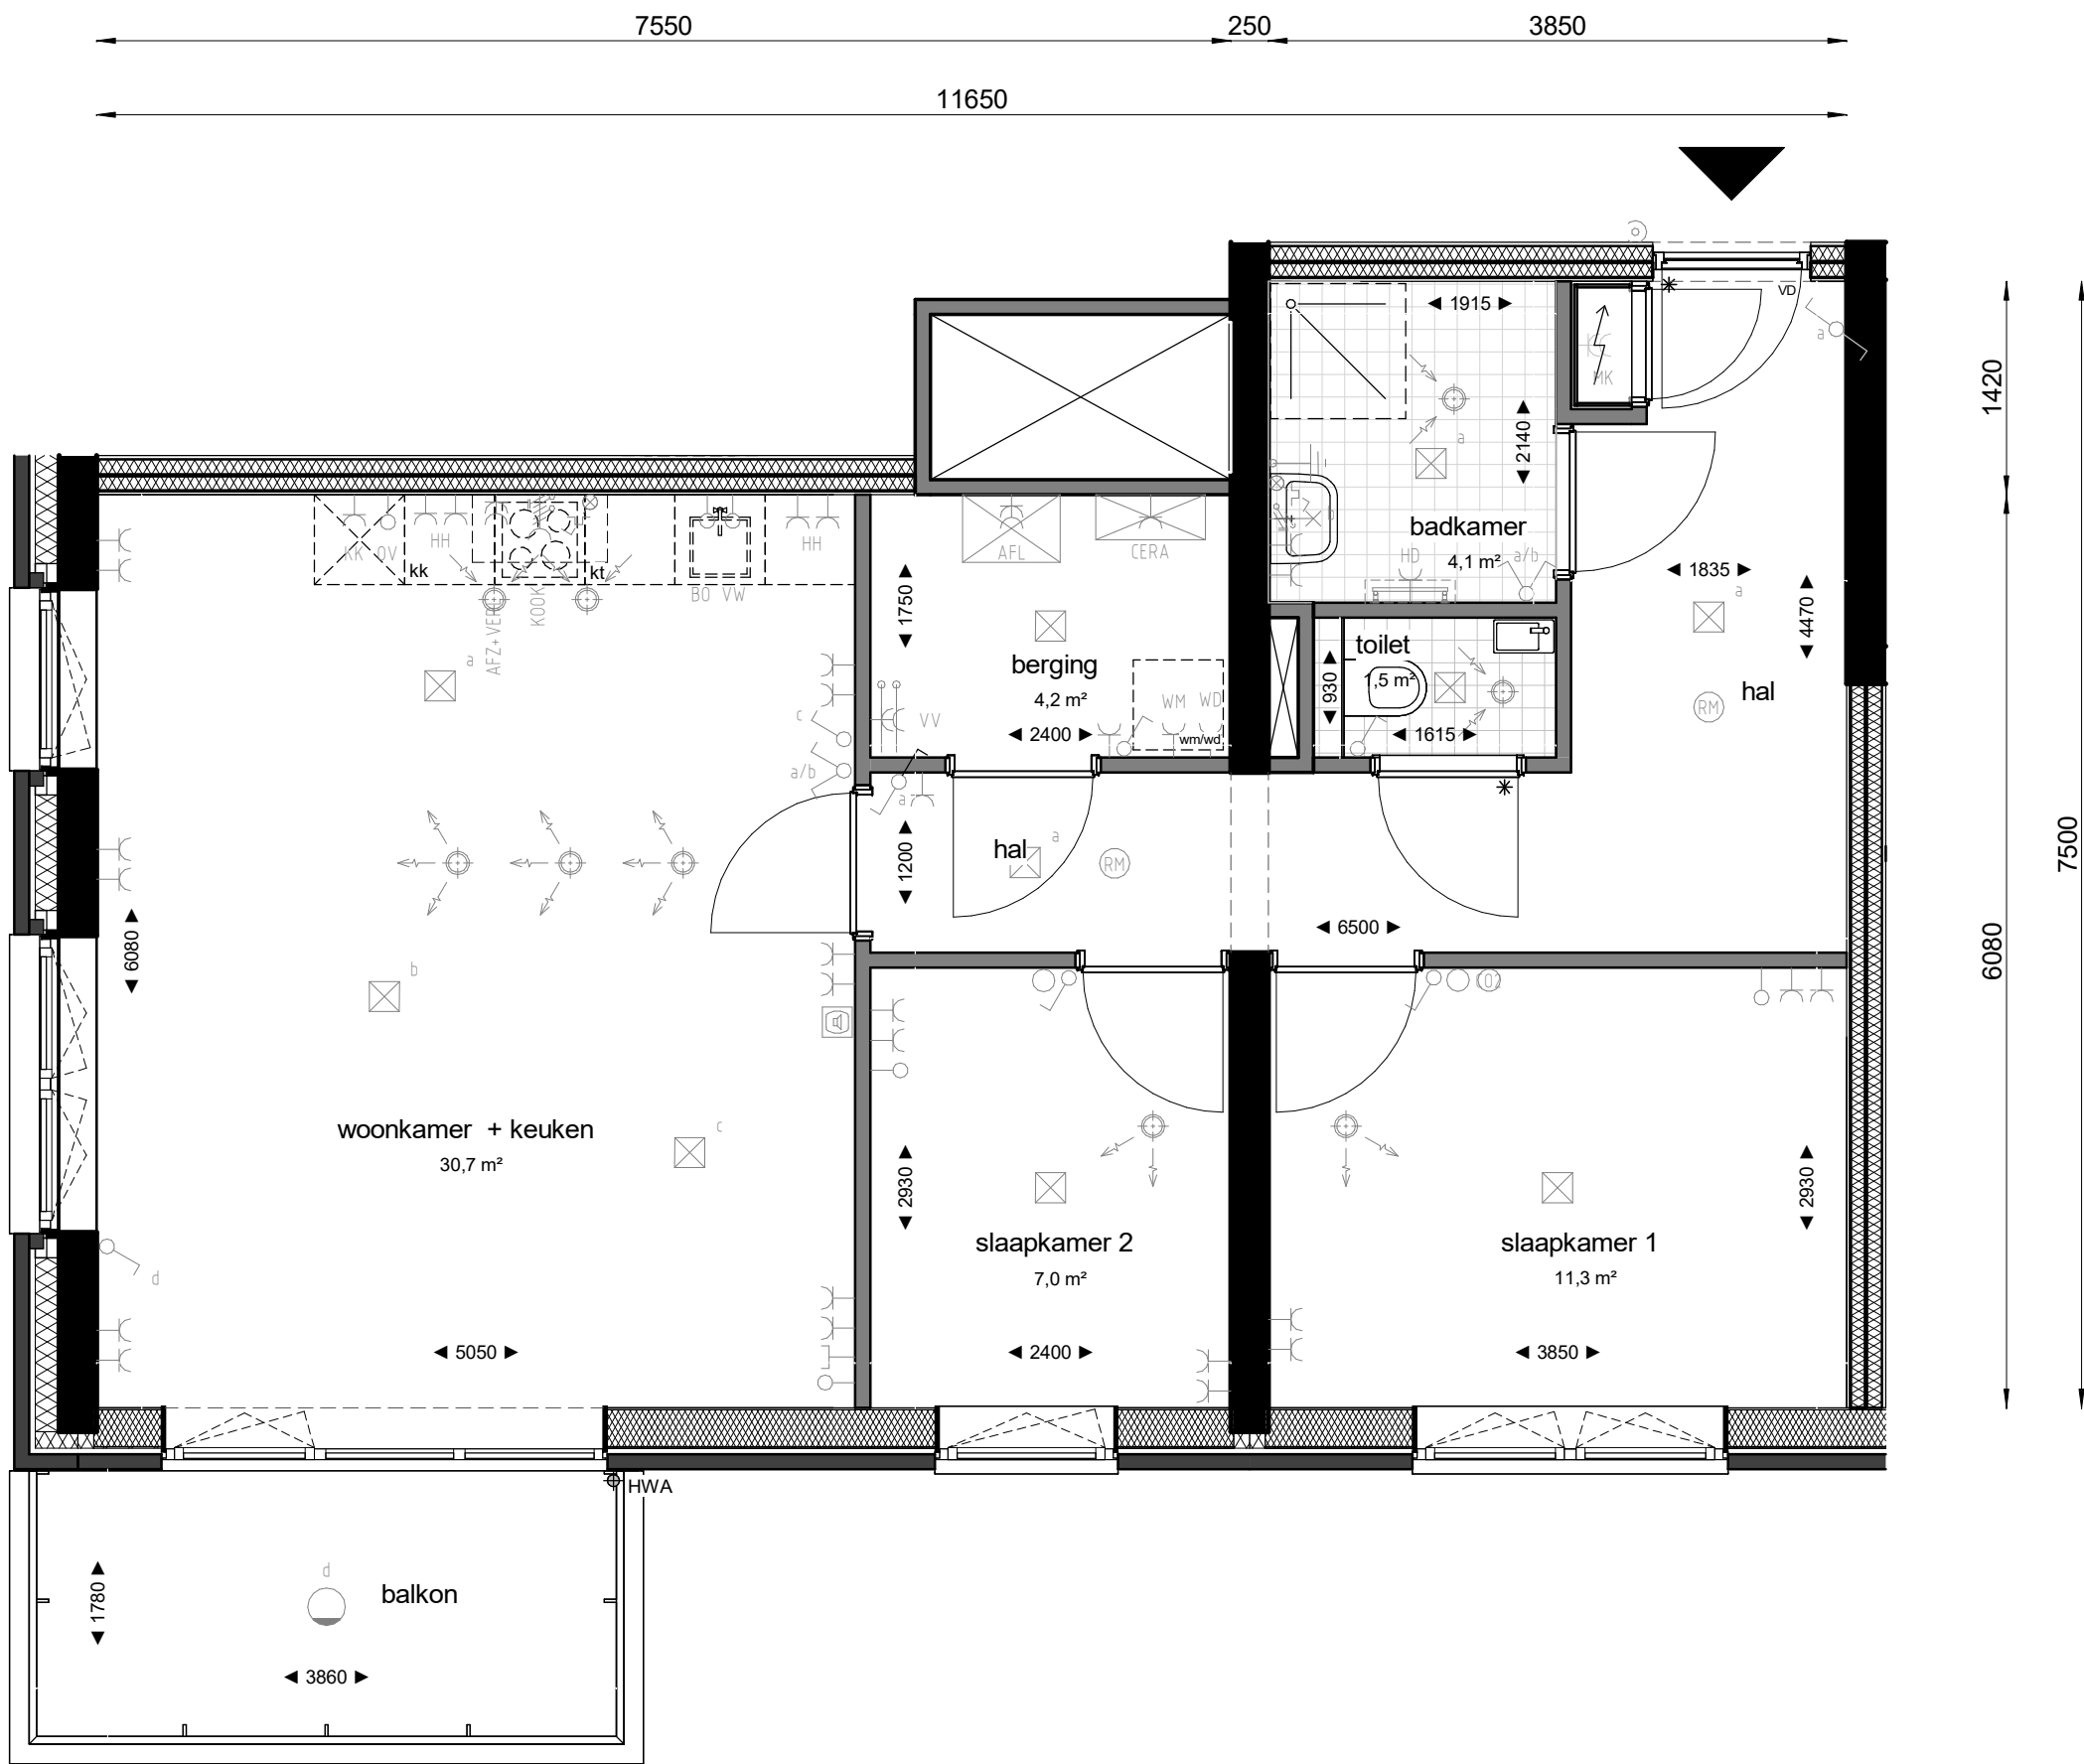 7550
250
3850
11650
VD
1915
a
1420
MK
2140
a
badkamer
4,1 m²
HD
a/b
1835
a
4470
KK
OV
kk
HH
AFZ+VER
KOOK
kt
BO VW
HH
AFL
CERA
1750
berging
4,2 m²
2400
VV
WM
WD
wm/wd
toilet
1,5 m²
930
1615
hal
RM
a
c
a/b
a
1200
hal
a
RM
6500
7500
6080
6080
b
woonkamer + keuken
30,7 m²
c
2930
2930
slaapkamer 2
7,0 m²
slaapkamer 1
11,3 m²
d
5050
2400
3850
HWA
d
balkon
1780
3860